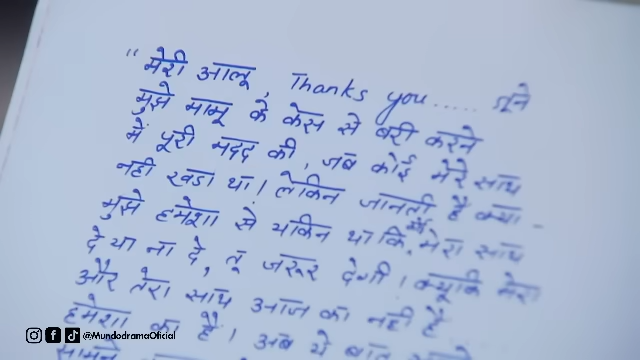 "मेरी आलू, Thanks you..... तूने
मुझे मामू के केस से बरी करने
में पूरी मदद की, जब कोई मेरे साथ
नही खडा था। लेकिन जानती है क्या -
मुझे हमेशा से यकिन था कि मेरा साथ
दे या ना दे, तू जरूर देगी। क्यूकि मेरा
और तेरा साथ आज का नही है
हमेशा का है। अब ये बात
सामने
@MundodramaOficial